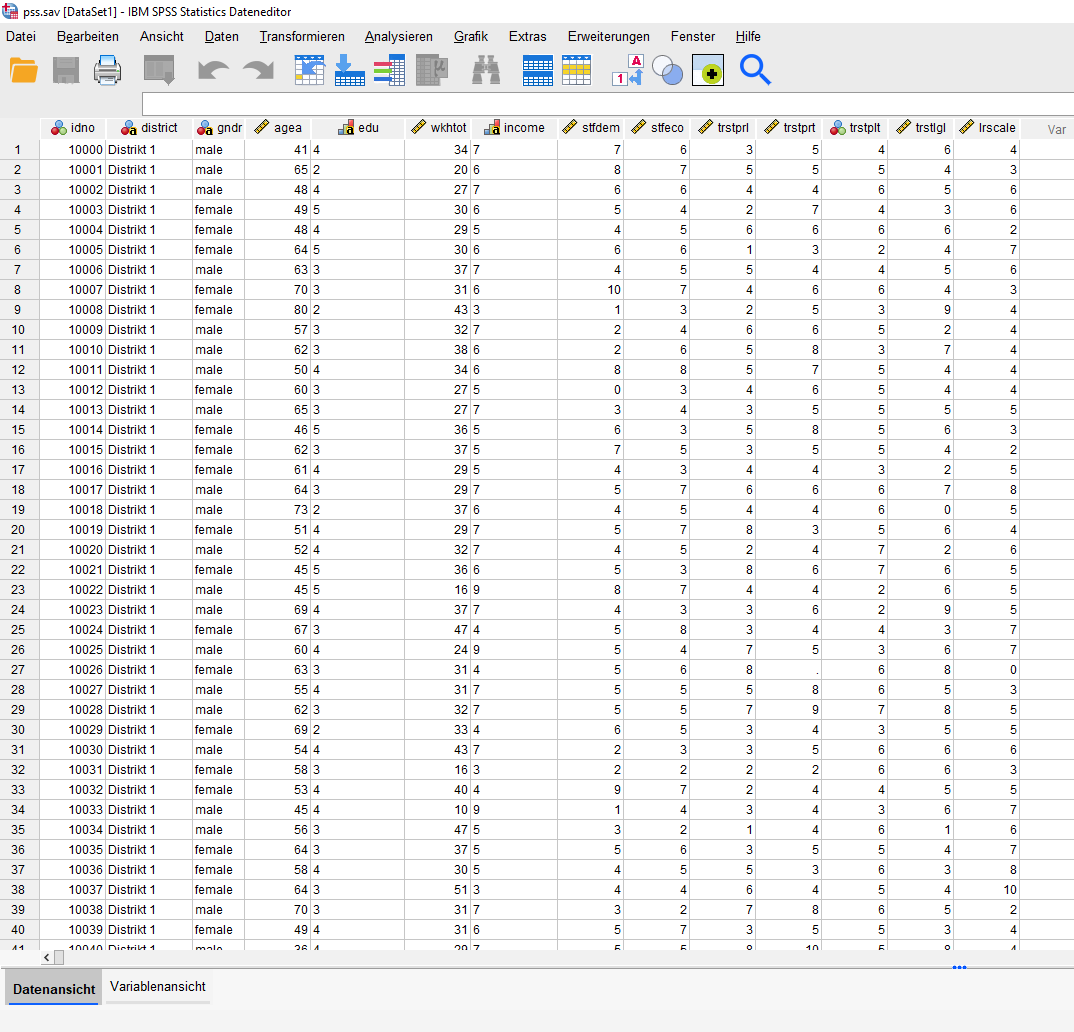 pss.sav [DataSet1] - IBM SPSS Statistics Dateneditor
Datei Bearbeiten Ansicht Daten Transformieren Analysieren Grafik Extras Erweiterungen Fenster Hilfe
idno district gndr agea edu wkhtot income stfdem stfeco trstprl trstprt trstplt trstlgl lrscale Var
1 10000 Distrikt 1 male 41 4 34 7 7 6 3 5 4 6 4
2 10001 Distrikt 1 male 65 2 20 6 8 7 5 5 5 4 3
3 10002 Distrikt 1 male 48 4 27 7 6 6 4 4 6 5 6
4 10003 Distrikt 1 female 49 5 30 6 5 4 2 7 4 3 6
5 10004 Distrikt 1 female 48 4 29 5 4 5 6 6 6 6 2
6 10005 Distrikt 1 female 64 5 30 6 6 6 1 3 2 4 7
7 10006 Distrikt 1 male 63 3 37 7 4 5 5 4 4 5 6
8 10007 Distrikt 1 female 70 3 31 6 10 7 4 6 6 4 3
9 10008 Distrikt 1 female 80 2 43 3 1 3 2 5 3 9 4
10 10009 Distrikt 1 male 57 3 32 7 2 4 6 6 5 2 4
11 10010 Distrikt 1 male 62 3 38 6 2 6 5 8 3 7 4
12 10011 Distrikt 1 male 50 4 34 6 8 8 5 7 5 4 4
13 10012 Distrikt 1 female 60 3 27 5 0 3 4 6 5 4 4
14 10013 Distrikt 1 male 65 3 27 7 3 4 3 5 5 5 5
15 10014 Distrikt 1 female 46 5 36 5 6 3 5 8 5 6 3
16 10015 Distrikt 1 female 62 3 37 5 7 5 3 5 5 4 2
17 10016 Distrikt 1 female 61 4 29 5 4 3 4 4 3 2 5
18 10017 Distrikt 1 male 64 3 29 7 5 7 6 6 6 7 8
19 10018 Distrikt 1 male 73 2 37 6 4 5 4 4 6 0 5
20 10019 Distrikt 1 female 51 4 29 7 5 7 8 3 5 6 4
21 10020 Distrikt 1 male 52 4 32 7 4 5 2 4 7 2 6
22 10021 Distrikt 1 female 45 5 36 6 5 3 8 6 7 6 5
23 10022 Distrikt 1 male 45 5 16 9 8 7 4 4 2 6 5
24 10023 Distrikt 1 male 69 4 37 7 4 3 3 6 2 9 5
25 10024 Distrikt 1 female 67 3 47 4 5 8 3 4 4 3 7
26 10025 Distrikt 1 male 60 4 24 9 5 4 7 5 3 6 7
27 10026 Distrikt 1 female 63 3 31 4 5 6 8 . 6 8 0
28 10027 Distrikt 1 male 55 4 31 7 5 5 5 8 6 5 3
29 10028 Distrikt 1 male 62 3 32 7 5 5 7 9 7 8 5
30 10029 Distrikt 1 female 69 2 33 4 6 5 3 4 3 5 5
31 10030 Distrikt 1 male 54 4 43 7 2 3 3 5 6 6 6
32 10031 Distrikt 1 female 58 3 16 3 2 2 2 2 6 6 3
33 10032 Distrikt 1 female 53 4 40 4 9 7 2 4 4 5 5
34 10033 Distrikt 1 male 45 4 10 9 1 4 3 4 3 6 7
35 10034 Distrikt 1 male 56 3 47 5 3 2 1 4 6 1 6
36 10035 Distrikt 1 female 64 3 37 5 5 6 3 5 5 4 7
37 10036 Distrikt 1 female 58 4 30 5 4 5 5 3 6 3 8
38 10037 Distrikt 1 female 64 3 51 3 4 4 6 4 5 4 10
39 10038 Distrikt 1 male 70 3 31 7 3 2 7 8 6 5 2
40 10039 Distrikt 1 female 49 4 31 6 5 7 3 5 5 3 4
41 10040 Distrikt 1 male 36 4 29 7 5 5 8 10 5 8 4
Datenansicht Variablenansicht